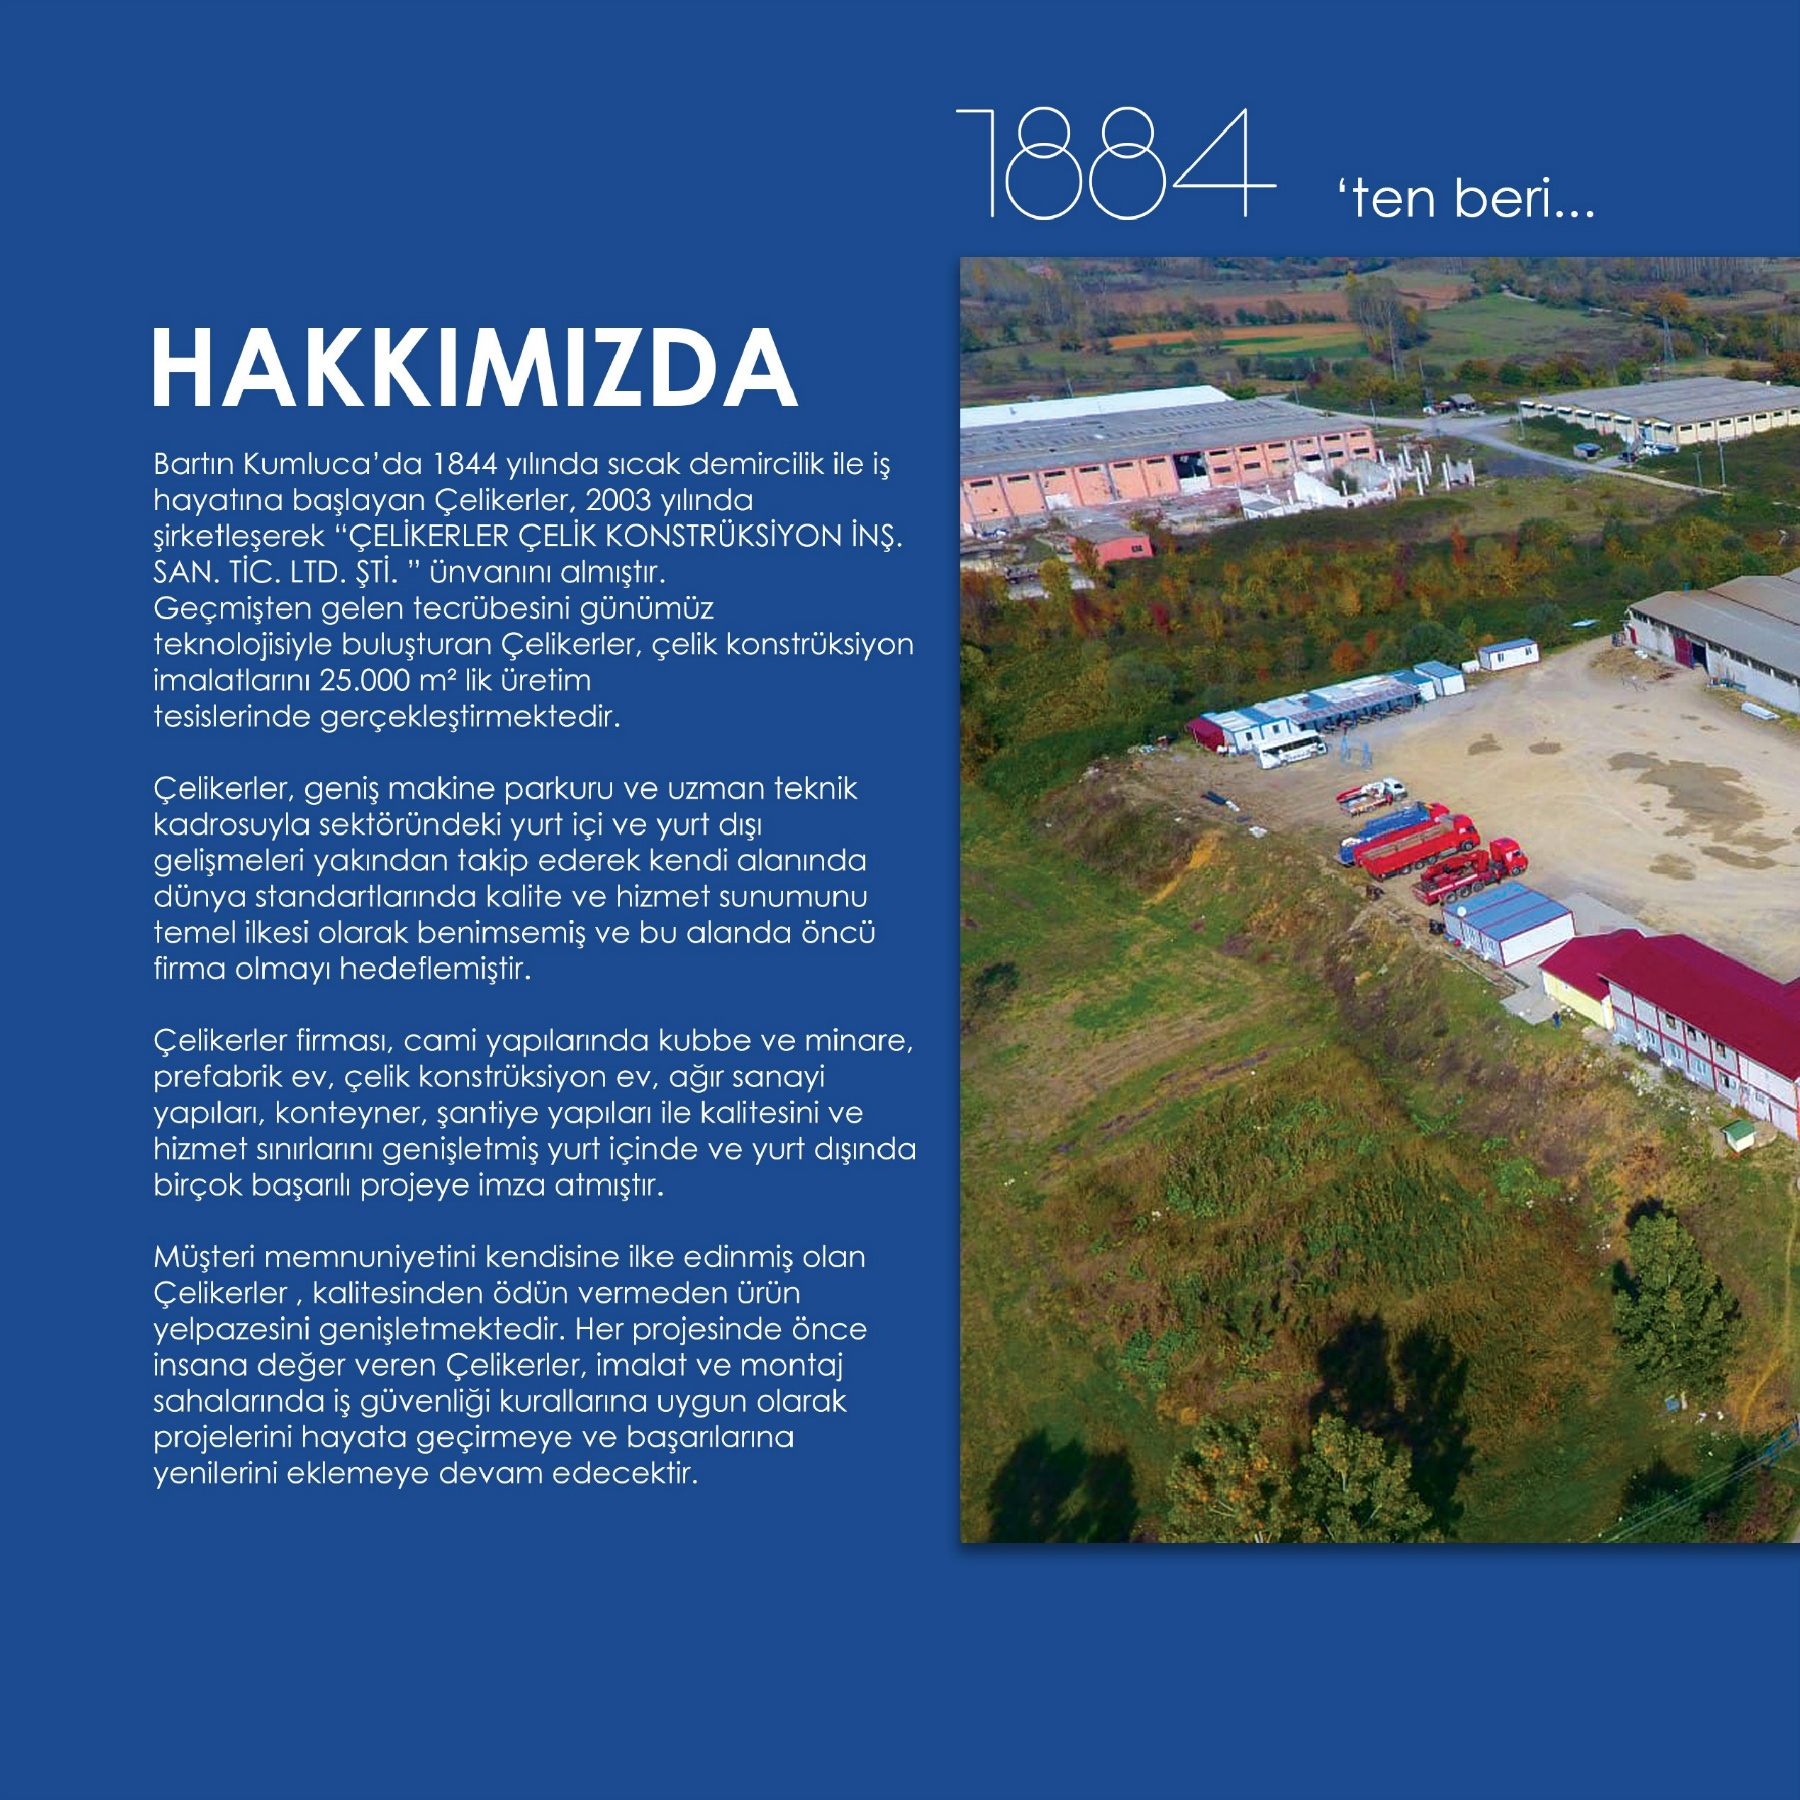 1884 ‘ten beri...
HAKKIMIZDA
Bartın Kumluca’da 1844 yılında sıcak demircilik ile iş
hayatına başlayan Çelikerler, 2003 yılında
şirketleşerek “ÇELİKERLER ÇELİK KONSTRÜKSİYON İNŞ.
SAN. TİC. LTD. ŞTİ. ” ünvanını almıştır.
Geçmişten gelen tecrübesini günümüz
teknolojisiyle buluşturan Çelikerler, çelik konstrüksiyon
imalatlarını 25.000 m² lik üretim
tesislerinde gerçekleştirmektedir.
Çelikerler, geniş makine parkuru ve uzman teknik
kadrosuyla sektöründeki yurt içi ve yurt dışı
gelişmeleri yakından takip ederek kendi alanında
dünya standartlarında kalite ve hizmet sunumunu
temel ilkesi olarak benimsemiş ve bu alanda öncü
firma olmayı hedeflemiştir.
Çelikerler firması, cami yapılarında kubbe ve minare,
prefabrik ev, çelik konstrüksiyon ev, ağır sanayi
yapıları, konteyner, şantiye yapıları ile kalitesini ve
hizmet sınırlarını genişletmiş yurt içinde ve yurt dışında
birçok başarılı projeye imza atmıştır.
Müşteri memnuniyetini kendisine ilke edinmiş olan
Çelikerler , kalitesinden ödün vermeden ürün
yelpazesini genişletmektedir. Her projesinde önce
insana değer veren Çelikerler, imalat ve montaj
sahalarında iş güvenliği kurallarına uygun olarak
projelerini hayata geçirmeye ve başarılarına
yenilerini eklemeye devam edecektir.